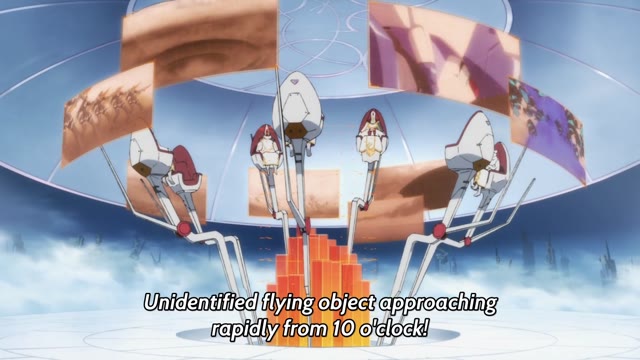 Unidentified flying object approaching
rapidly from 10 o'clock!